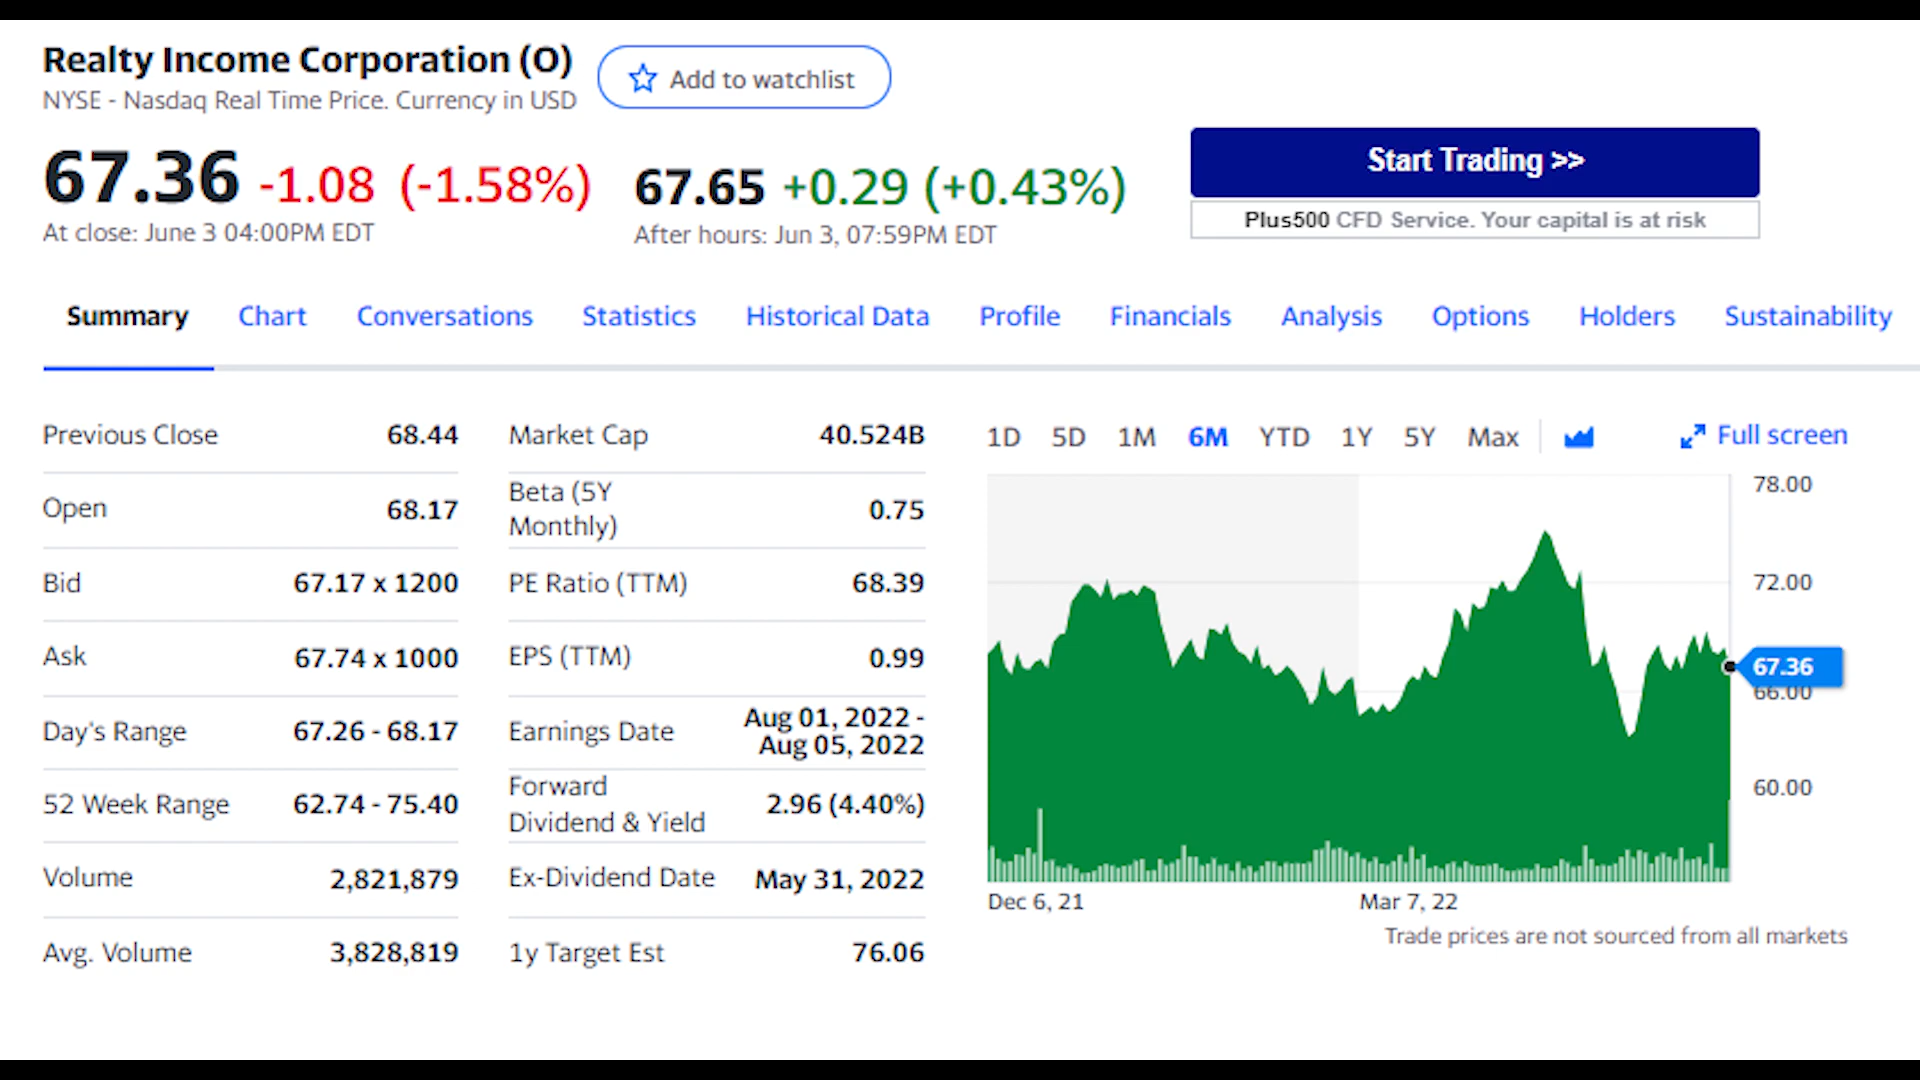 Realty Income Corporation (O)
Add to watchlist
NYSE - Nasdaq Real Time Price. Currency in USD
67.36 -1.08 (-1.58%)
At close: June 3 04:00PM EDT
67.65 +0.29 (+0.43%)
After hours: Jun 3, 07:59PM EDT
Start Trading >>
Plus500 CFD Service. Your capital is at risk
Summary Chart Conversations Statistics Historical Data Profile Financials Analysis Options Holders Sustainability
Previous Close 68.44
Open 68.17
Bid 67.17 x 1200
Ask 67.74 x 1000
Day's Range 67.26 - 68.17
52 Week Range 62.74 - 75.40
Volume 2,821,879
Avg. Volume 3,828,819
Market Cap 40.524B
Beta (5Y
Monthly) 0.75
PE Ratio (TTM) 68.39
EPS (TTM) 0.99
Earnings Date Aug 01, 2022 -
Aug 05, 2022
Forward
Dividend & Yield 2.96 (4.40%)
Ex-Dividend Date May 31, 2022
1y Target Est 76.06
1D 5D 1M 6M YTD 1Y 5Y Max Full screen
78.00
72.00
67.36
66.00
60.00
Dec 6, 21 Mar 7, 22
Trade prices are not sourced from all markets